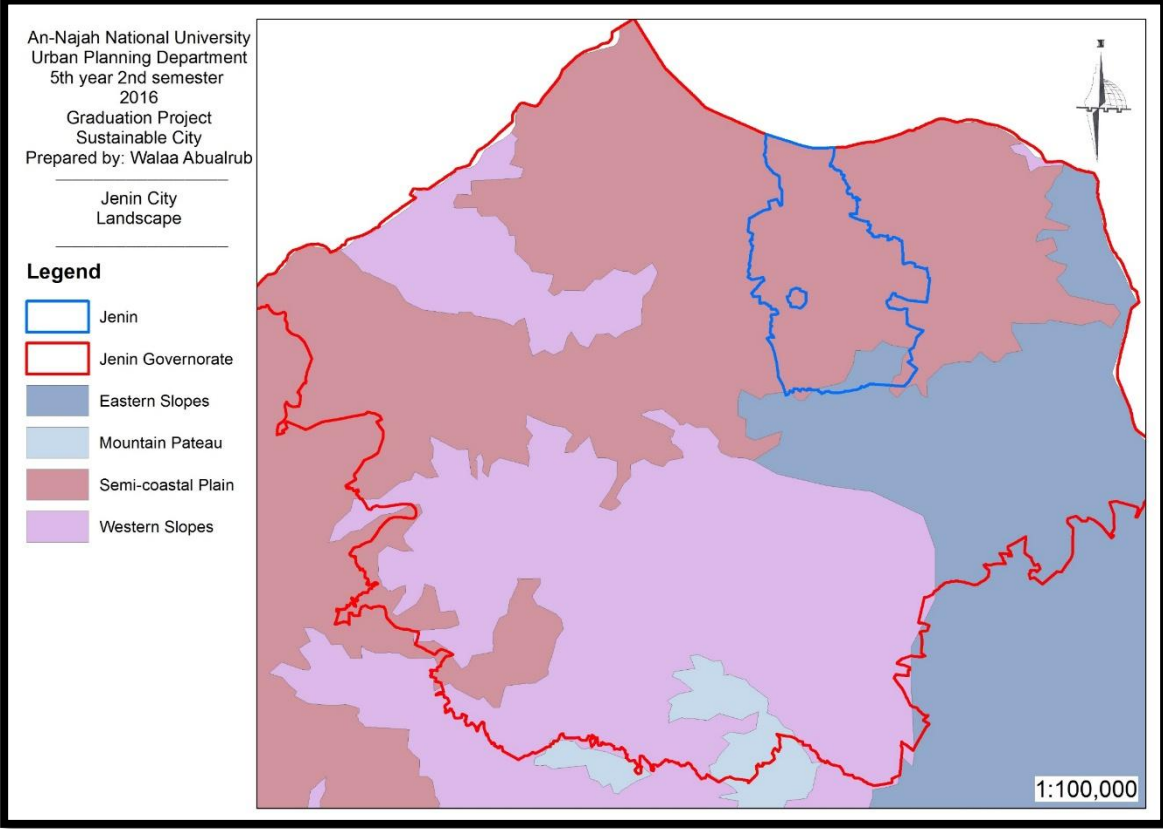 An-Najah National University
Urban Planning Department
5th year 2nd semester
2016
Graduation Project
Sustainable City
Prepared by: Walaa Abualrub
Jenin City
Landscape
Legend
Jenin
Jenin Governorate
Eastern Slopes
Mountain Pateau
Semi-coastal Plain
Western Slopes
1:100,000